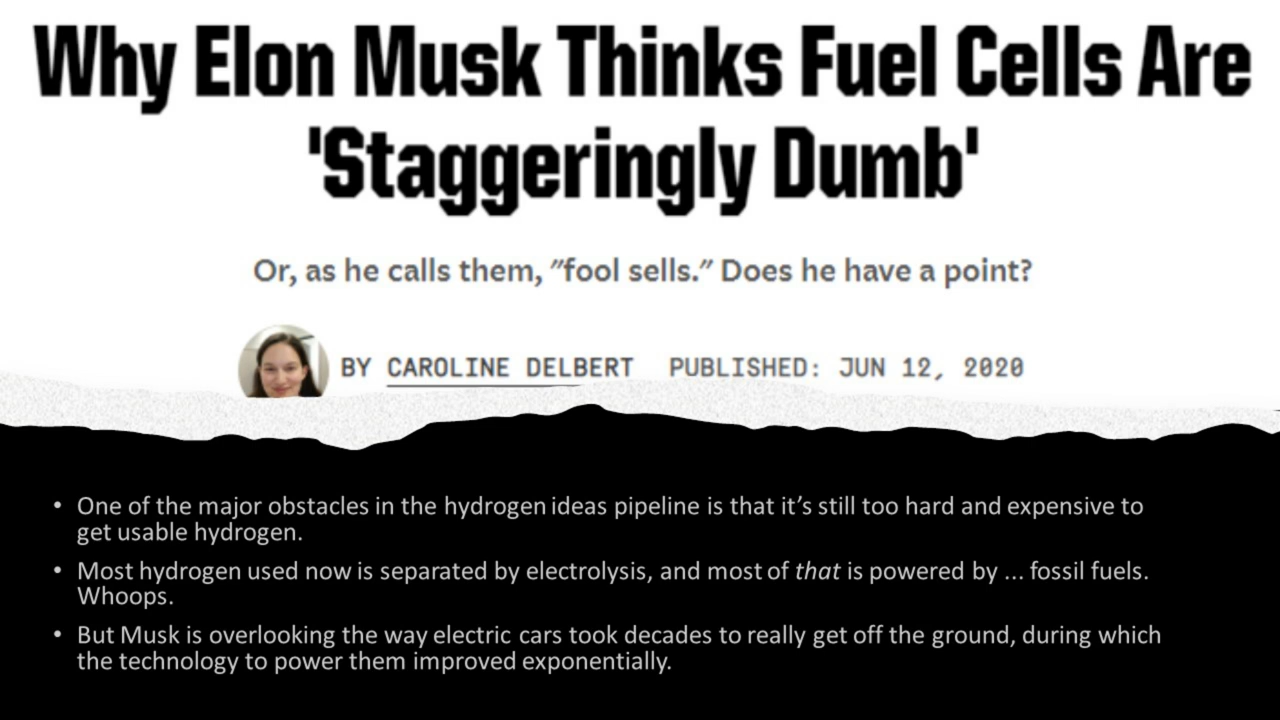 Why Elon Musk Thinks Fuel Cells Are
'Staggeringly Dumb'
Or, as he calls them, "fool sells." Does he have a point?
BY CAROLINE DELBERT PUBLISHED: JUN 12, 2020
• One of the major obstacles in the hydrogen ideas pipeline is that it’s still too hard and expensive to
get usable hydrogen.
• Most hydrogen used now is separated by electrolysis, and most of that is powered by ... fossil fuels.
Whoops.
• But Musk is overlooking the way electric cars took decades to really get off the ground, during which
the technology to power them improved exponentially.